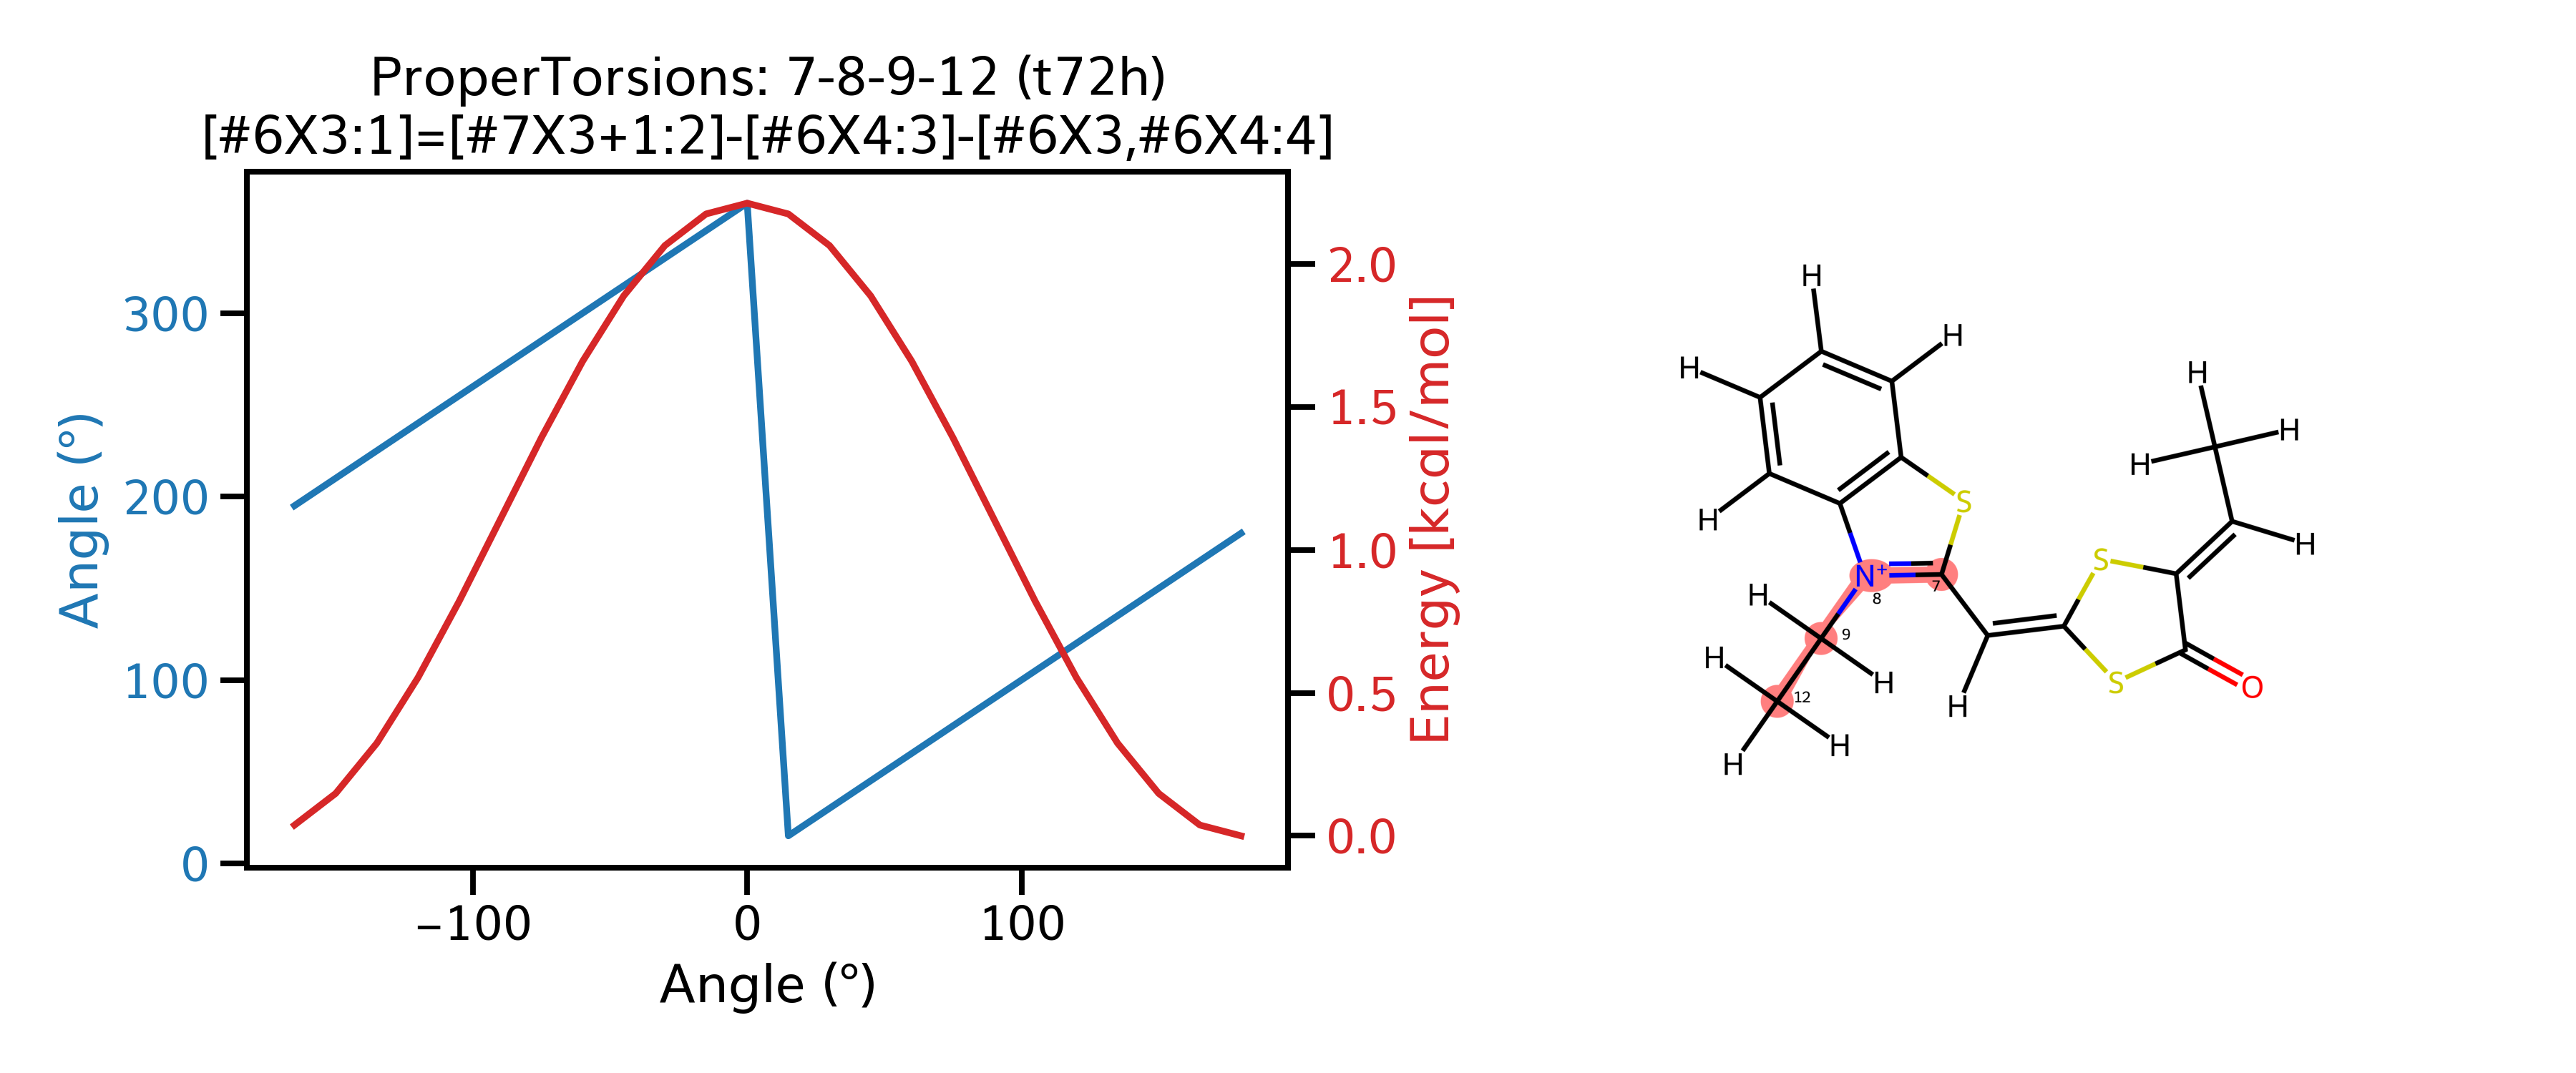 ProperTorsions: 7-8-9-12 (t72h)
[#6X3:1]=[#7X3+1:2]-[#6X4:3]-[#6X3,#6X4:4]
Angle (°)
300
200
100
0
−100
0
100
Angle (°)
2.0
1.5
1.0
0.5
0.0
Energy [kcal/mol]
H
H
H
H
H
H
H
H
S
S
H
N+
8
7
H
9
H
H
12
S
O
H
H
H